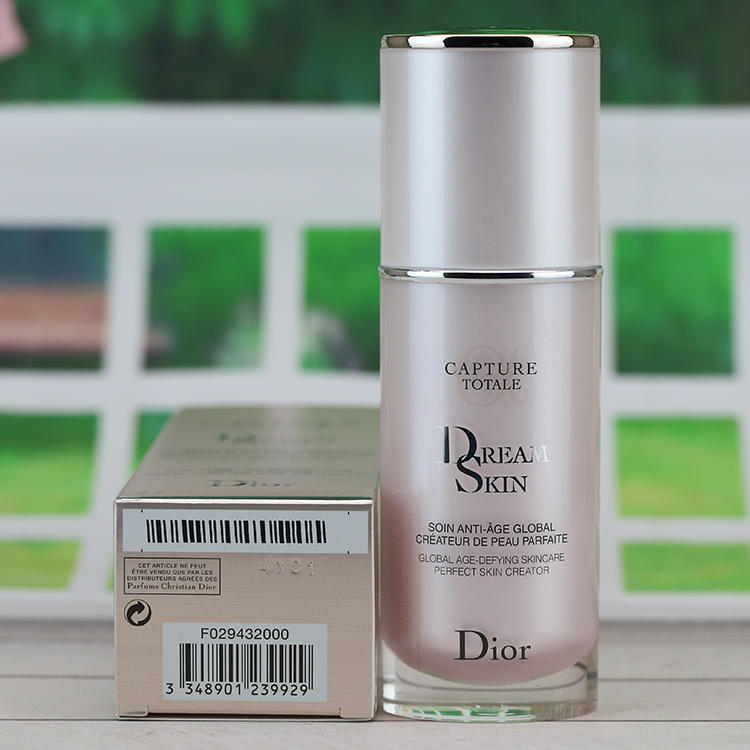 CAPTURE
TOTALE
DREAM
SKIN
SOIN ANTI-ÂGE GLOBAL
CRÉATEUR DE PEAU PARFAITE
GLOBAL AGE-DEFYING SKINCARE
PERFECT SKIN CREATOR
Dior
Dior
CET ARTICLE NE PEUT
ÊTRE VENDU QUE PAR LES
DISTRIBUTEURS AGRÉÉS DES
Parfums Christian Dior
F029432000
3 348901 239929